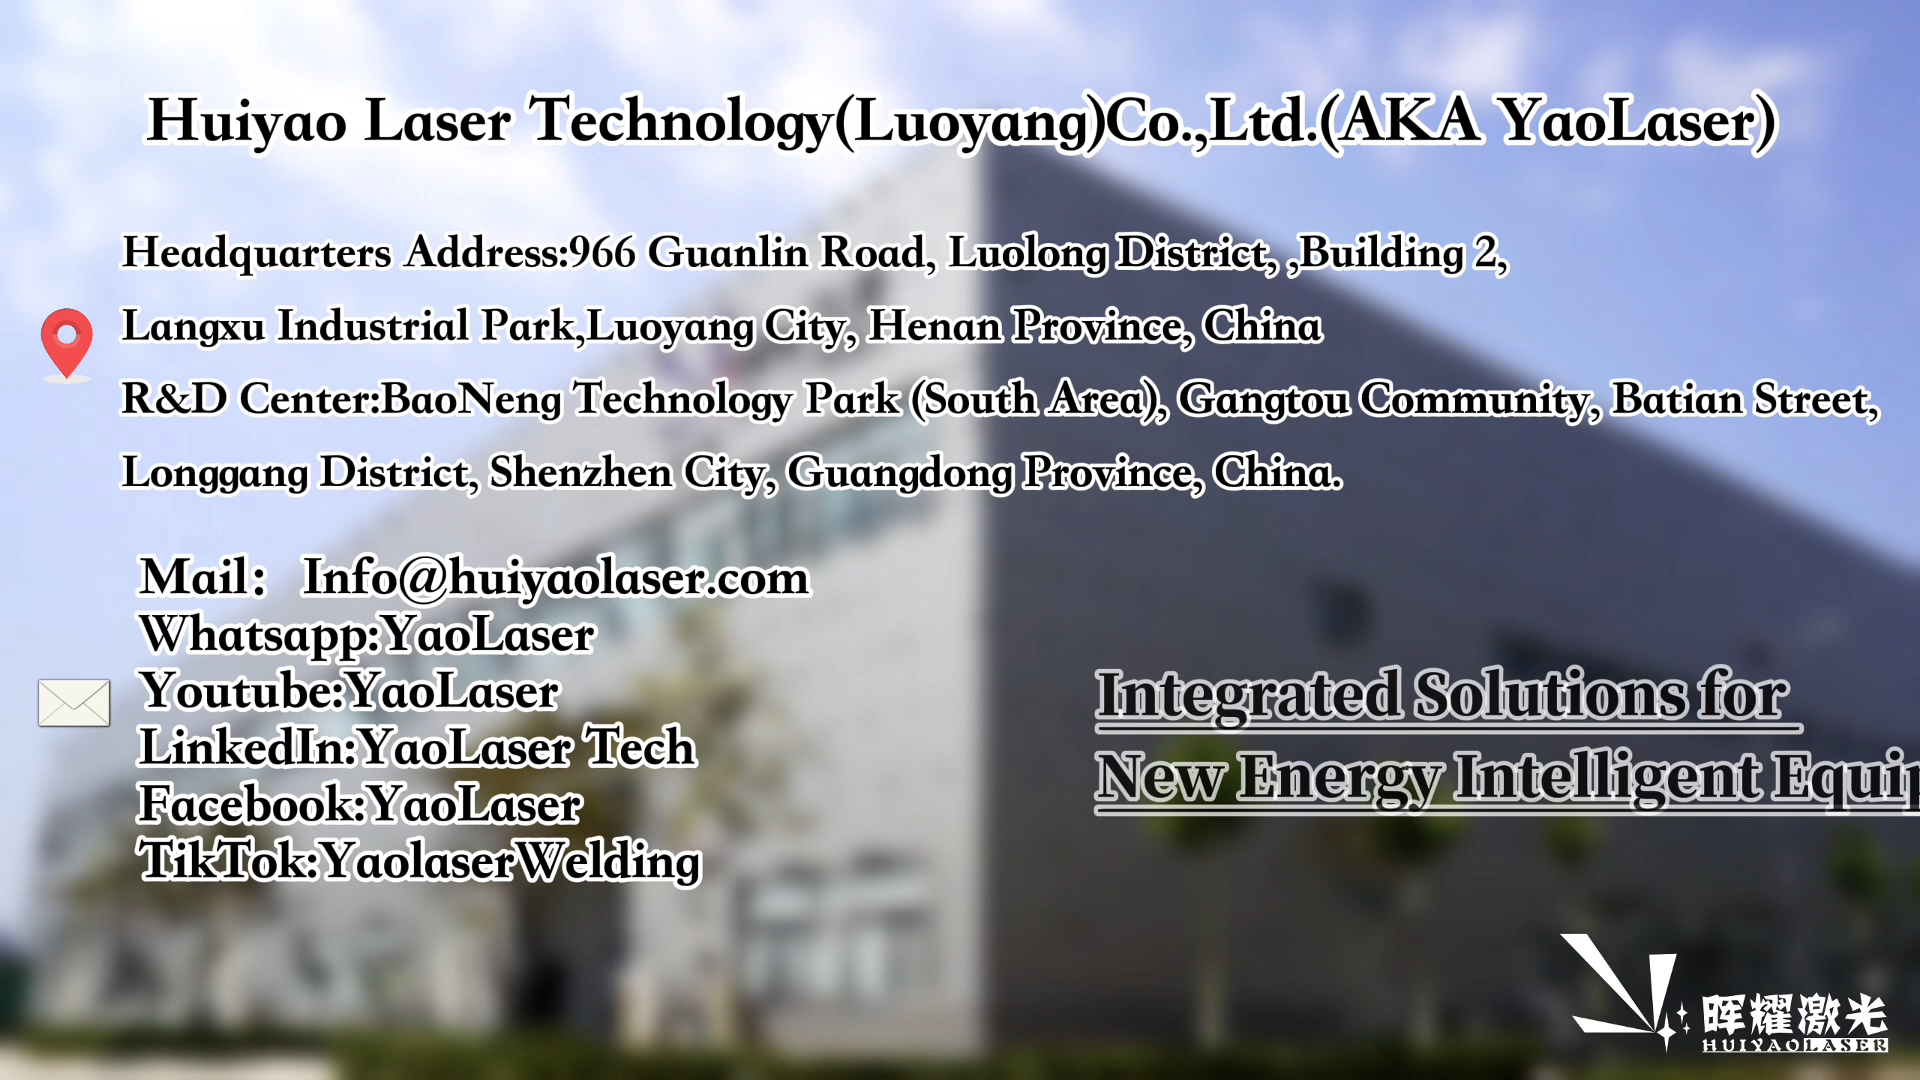 Huiyao Laser Technology(Luoyang)Co.,Ltd.(AKA YaoLaser)
Headquarters Address:966 Guanlin Road, Luolong District, ,Building 2,
Langxu Industrial Park,Luoyang City, Henan Province, China
R&D Center:BaoNeng Technology Park (South Area), Gangtou Community, Batian Street,
Longgang District, Shenzhen City, Guangdong Province, China.
Mail： Info@huiyaolaser.com
Whatsapp:YaoLaser
Youtube:YaoLaser
LinkedIn:YaoLaser Tech
Facebook:YaoLaser
TikTok:YaolaserWelding
Integrated Solutions for
New Energy Intelligent
晖耀激光
HUIYAOLASER